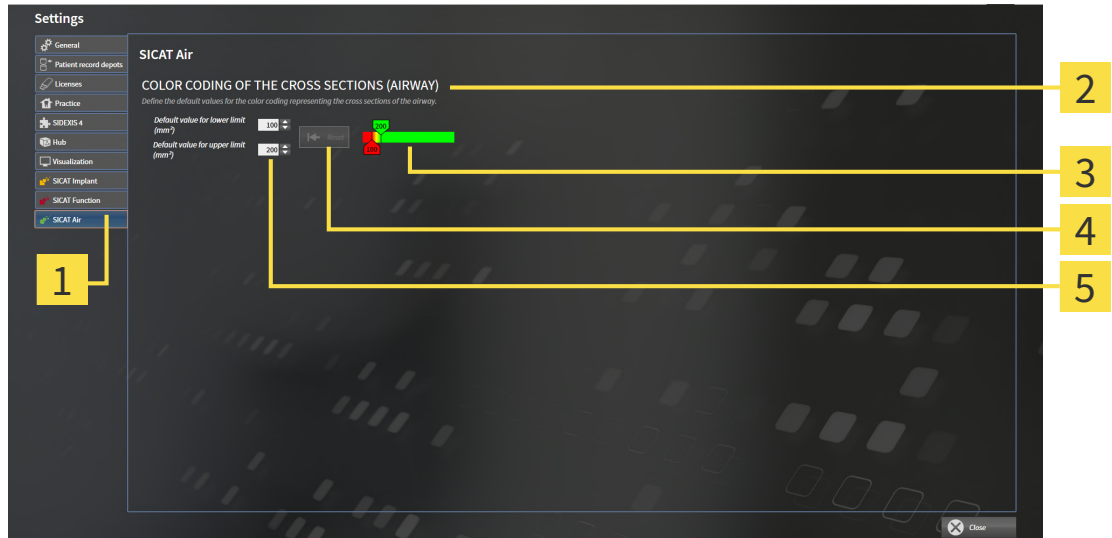 Settings
General
Patient record depots
Licenses
Practice
SIDEXIS 4
Hub
Visualization
SICAT Implant
SICAT Function
SICAT Air
SICAT Air
COLOR CODING OF THE CROSS SECTIONS (AIRWAY)
Define the default values for the color coding representing the cross sections of the airway.
Default value for lower limit
(mm²)
100
Default value for upper limit
(mm²)
200
Reset
200
100
Close
1
2
3
4
5